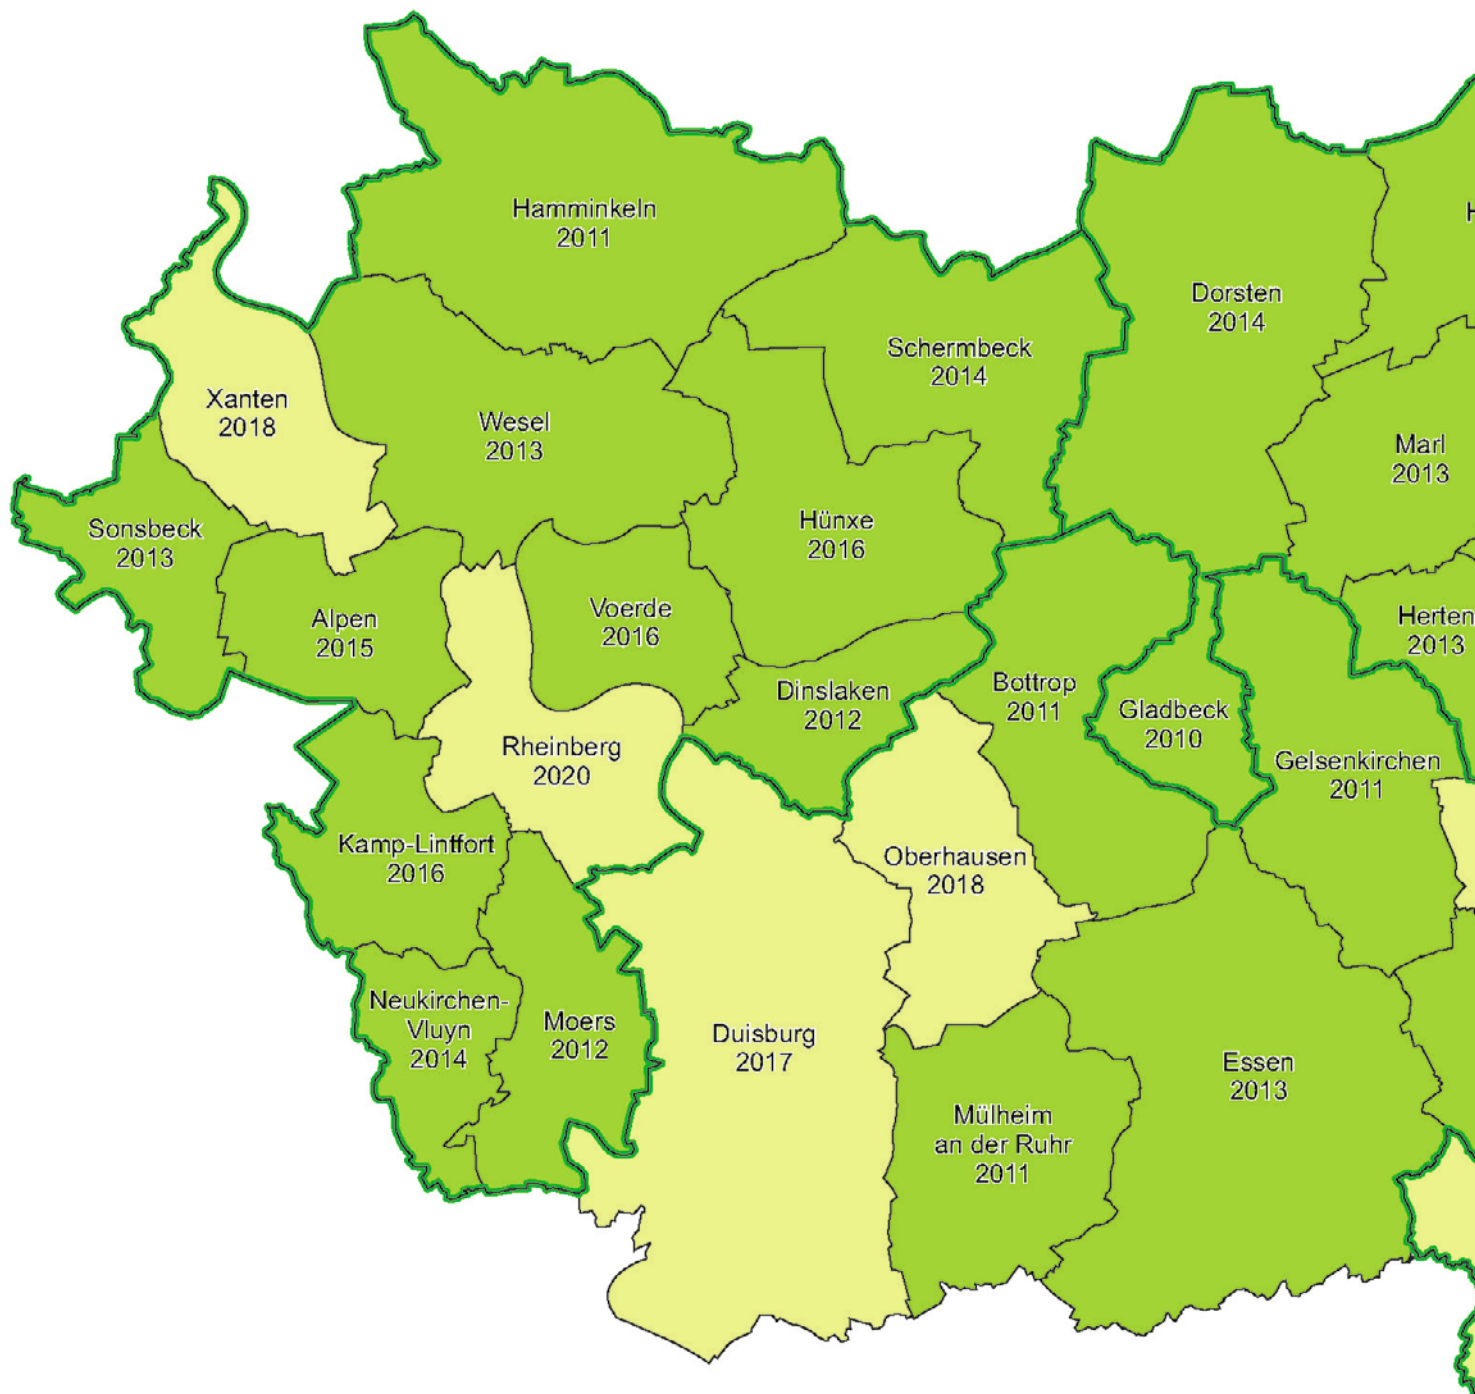 Hamminkeln
2011
Dorsten
2014
Schermbeck
2014
Xanten
2018
Wesel
2013
Marl
2013
Sonsbeck
2013
Hünxe
2016
Alpen
2015
Voerde
2016
Herten
2013
Dinslaken
2012
Bottrop
2011
Gladbeck
2010
Rheinberg
2020
Gelsenkirchen
2011
Kamp-Lintfort
2016
Oberhausen
2018
Neukirchen-
Vluyn
2014
Moers
2012
Duisburg
2017
Essen
2013
Mülheim
an der Ruhr
2011